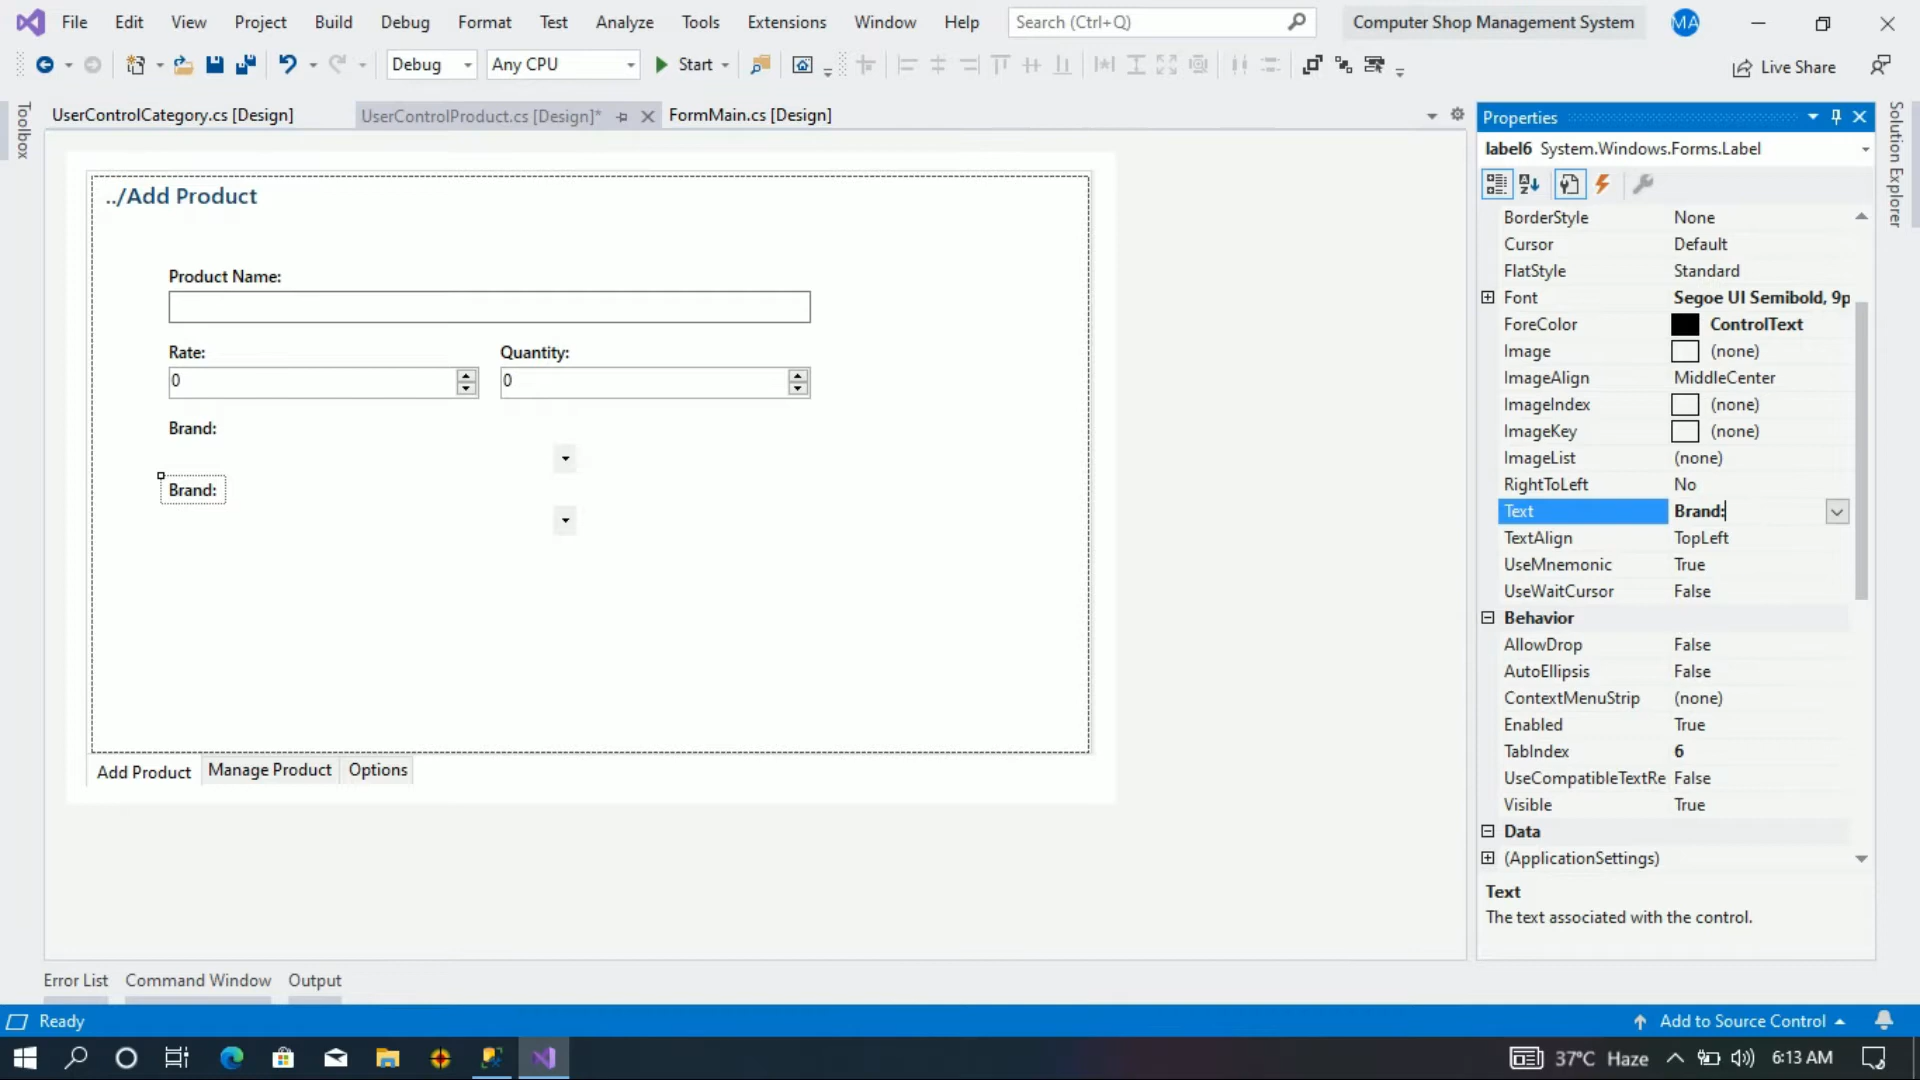 File Edit View Project Build Debug Format Test Analyze Tools Extensions Window Help Search (Ctrl+Q) Computer Shop Management System MA
Debug Any CPU Start Live Share
Toolbox
UserControlCategory.cs [Design] UserControlProduct.cs [Design]* FormMain.cs [Design]
../Add Product
Product Name:
Rate: Quantity:
0 0
Brand:
Brand:
Add Product Manage Product Options
Properties
label6 System.Windows.Forms.Label
BorderStyle None
Cursor Default
FlatStyle Standard
Font Segoe UI Semibold, 9p
ForeColor ControlText
Image (none)
ImageAlign MiddleCenter
ImageIndex (none)
ImageKey (none)
ImageList (none)
RightToLeft No
Text Brand:
TextAlign TopLeft
UseMnemonic True
UseWaitCursor False
Behavior
AllowDrop False
AutoEllipsis False
ContextMenuStrip (none)
Enabled True
TabIndex 6
UseCompatibleTextRe False
Visible True
Data
(ApplicationSettings)
Text
The text associated with the control.
Solution Explorer
Error List Command Window Output
Ready Add to Source Control
37°C Haze 6:13 AM